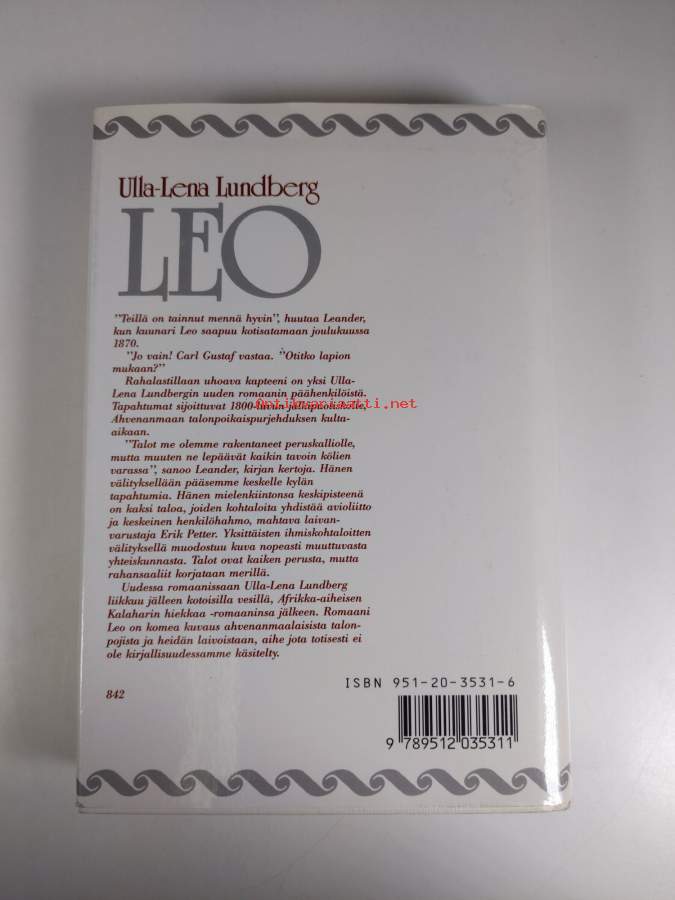 Ulla-Lena Lundberg
LEO
"Teillä on tainnut mennä hyvin", huutaa Leander,
kun kuunari Leo saapuu kotisatamaan joulukuussa
1870.
"Jo vain! Carl Gustaf vastaa. "Otitko lapion
mukaan?"
Rahalastillaan uhoava kapteeni on yksi Ulla-
Lena Lundbergin uuden romaanin päähenkilöistä.
Antikvariaatti.net
Tapahtumat sijoittuvat 1800-luvun jälkipuoliskolle,
Ahvenanmaan talonpoikaispurjehduksen kulta-
aikaan.
"Talot me olemme rakentaneet peruskalliolle,
mutta muuten ne lepäävät kaikin tavoin kölien
varassa", sanoo Leander, kirjan kertoja. Hänen
välityksellään pääsemme keskelle kylän
tapahtumia. Hänen mielenkiintonsa keskipisteenä
on kaksi taloa, joiden kohtaloita yhdistää avioliitto
ja keskeinen henkilöhahmo, mahtava laivan-
varustaja Erik Petter. Yksittäisten ihmiskohtaloitten
välityksellä muodostuu kuva nopeasti muuttuvasta
yhteiskunnasta. Talot ovat kaiken perusta, mutta
rahansaaliit korjataan merillä.
Uudessa romaanissaan Ulla-Lena Lundberg
liikkuu jälleen kotoisilla vesillä, Afrikka-aiheisen
Kalaharin hiekkaa -romaaninsa jälkeen. Romaani
Leo on komea kuvaus ahvenanmaalaisista talon-
pojista ja heidän laivoistaan, aihe jota totisesti ei
ole kirjallisuudessamme käsitelty.
842
ISBN 951-20-3531-6
9 789512 035311